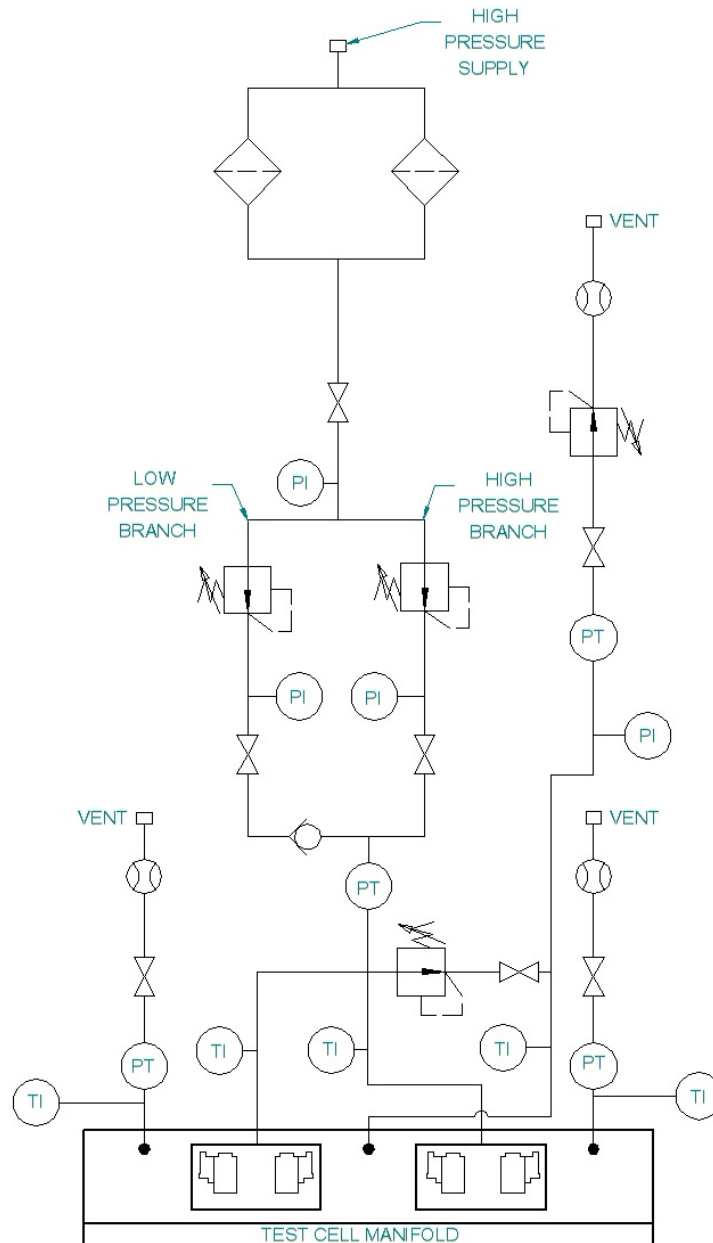 HIGH
PRESSURE
SUPPLY
VENT
PI
LOW
PRESSURE
BRANCH
HIGH
PRESSURE
BRANCH
PT
PI
PI
PI
VENT
VENT
PT
TI
TI
TI
PT
PT
TI
TI
TEST CELL MANIFOLD